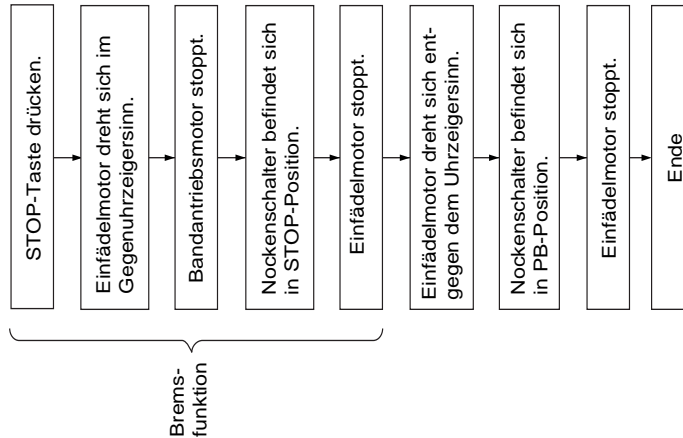 STOP-Taste drücken.
Einfädelmotor dreht sich im
Gegenuhrzeigersinn.
Bandantriebsmotor stoppt.
Nockenschalter befindet sich
in STOP-Position.
Einfädelmotor stoppt.
Einfädelmotor dreht sich ent-
gegen dem Uhrzeigersinn.
Nockenschalter befindet sich
in PB-Position.
Einfädelmotor stoppt.
Ende
Brems-
funktion